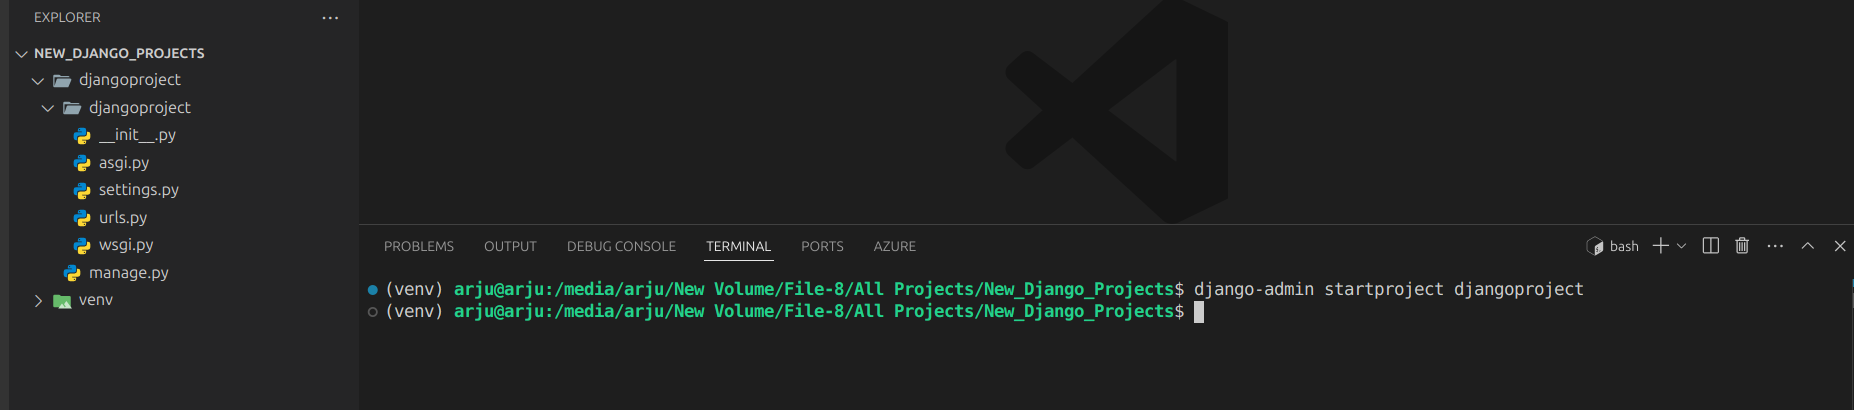 EXPLORER
NEW_DJANGO_PROJECTS
djangoproject
djangoproject
__init__.py
asgi.py
settings.py
urls.py
wsgi.py
manage.py
venv
PROBLEMS OUTPUT DEBUG CONSOLE TERMINAL PORTS AZURE
bash
(venv) arju@arju:/media/arju/New Volume/File-8/All Projects/New_Django_Projects$ django-admin startproject djangoproject
(venv) arju@arju:/media/arju/New Volume/File-8/All Projects/New_Django_Projects$